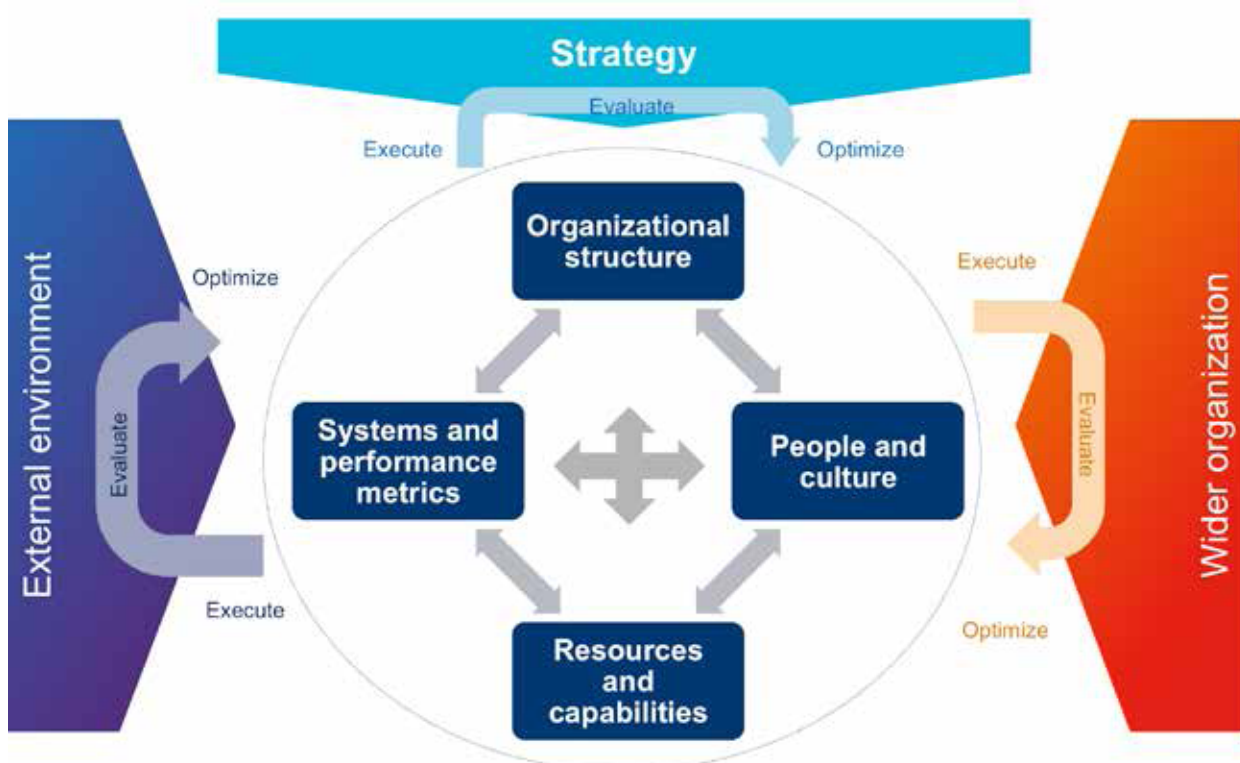 Strategy
Evaluate
Execute
Optimize
Organizational
structure
External environment
Optimize
Evaluate
Execute
Systems and
performance
metrics
People and
culture
Execute
Evaluate
Optimize
Wider organization
Resources
and
capabilities